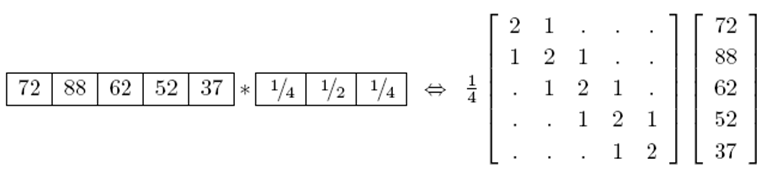 72 88 62 52 37 * 1/4 1/2 1/4 ⇔ 1/4 [ 2 1 . . . ] [ 72 ]
[ 1 2 1 . . ] [ 88 ]
[ . 1 2 1 . ] [ 62 ]
[ . . 1 2 1 ] [ 52 ]
[ . . . 1 2 ] [ 37 ]